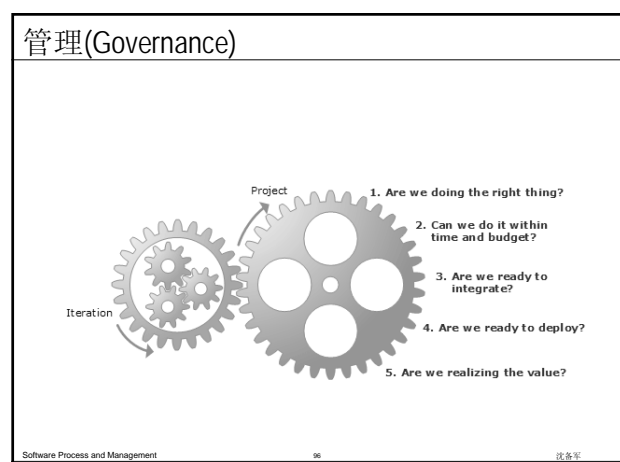 管理(Governance)
Project
1. Are we doing the right thing?
2. Can we do it within
time and budget?
3. Are we ready to
integrate?
Iteration
4. Are we ready to deploy?
5. Are we realizing the value?
Software Process and Management
96
沈备军